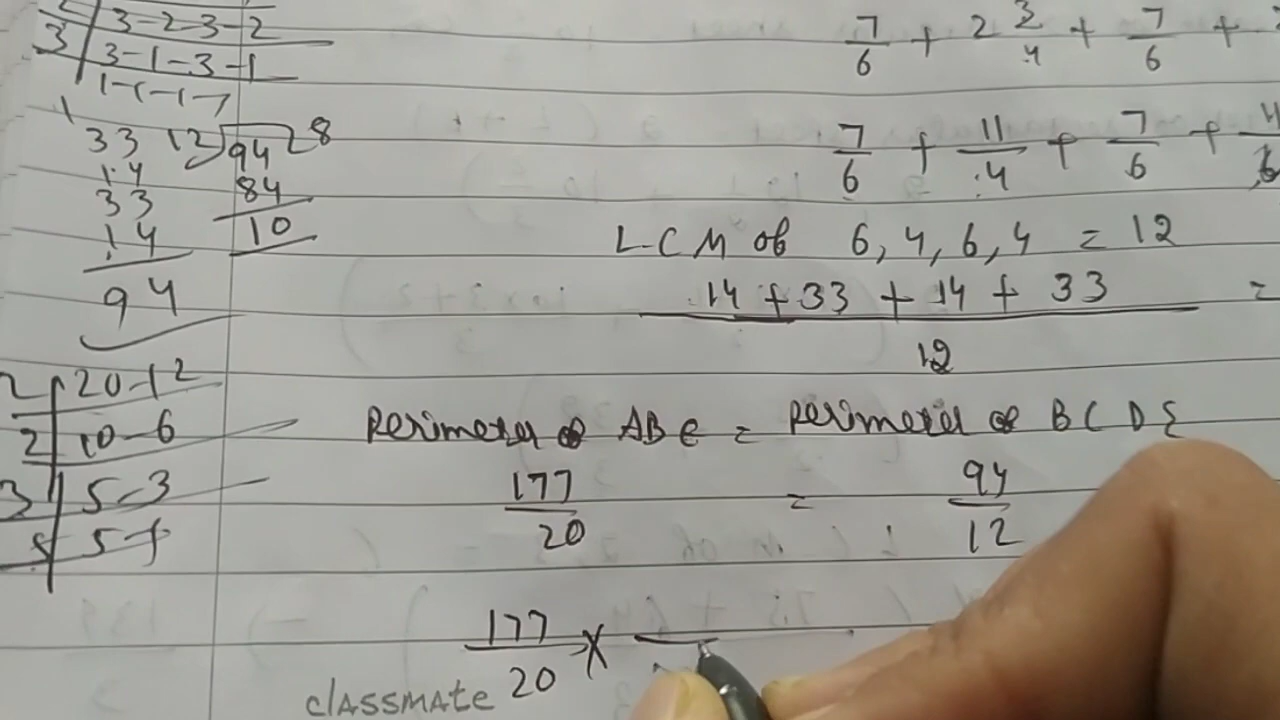 3-2-3-2
3 3-1-3-1
1-1-1-1
7/6 + 2 3/4 + 7/6 +
1
33
14
33
14
94
12 94 8
84
10
7/6 + 11/4 + 7/6 +
LCM of 6, 4, 6, 4 = 12
14 + 33 + 14 + 33 =
12
2 20-12
2 10-6
3 5-3
5 5-1
Perimeter of ABE = Perimeter of BCDE
177/20 = 94/12
177/20 ×
classmate